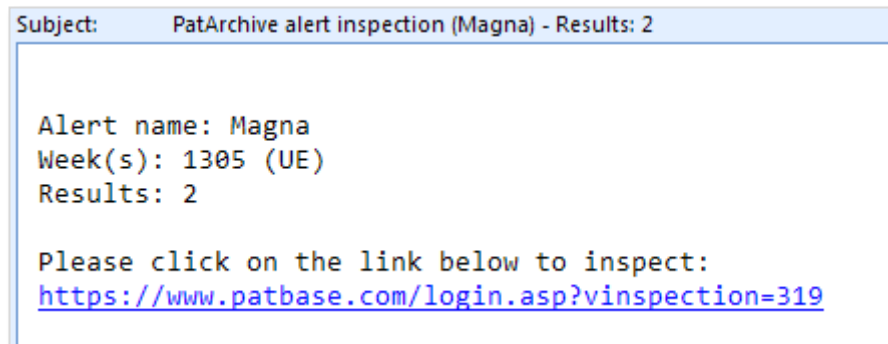 Subject: PatArchive alert inspection (Magna) - Results: 2
Alert name: Magna
Week(s): 1305 (UE)
Results: 2
Please click on the link below to inspect:
https://www.patbase.com/login.asp?vinspection=319